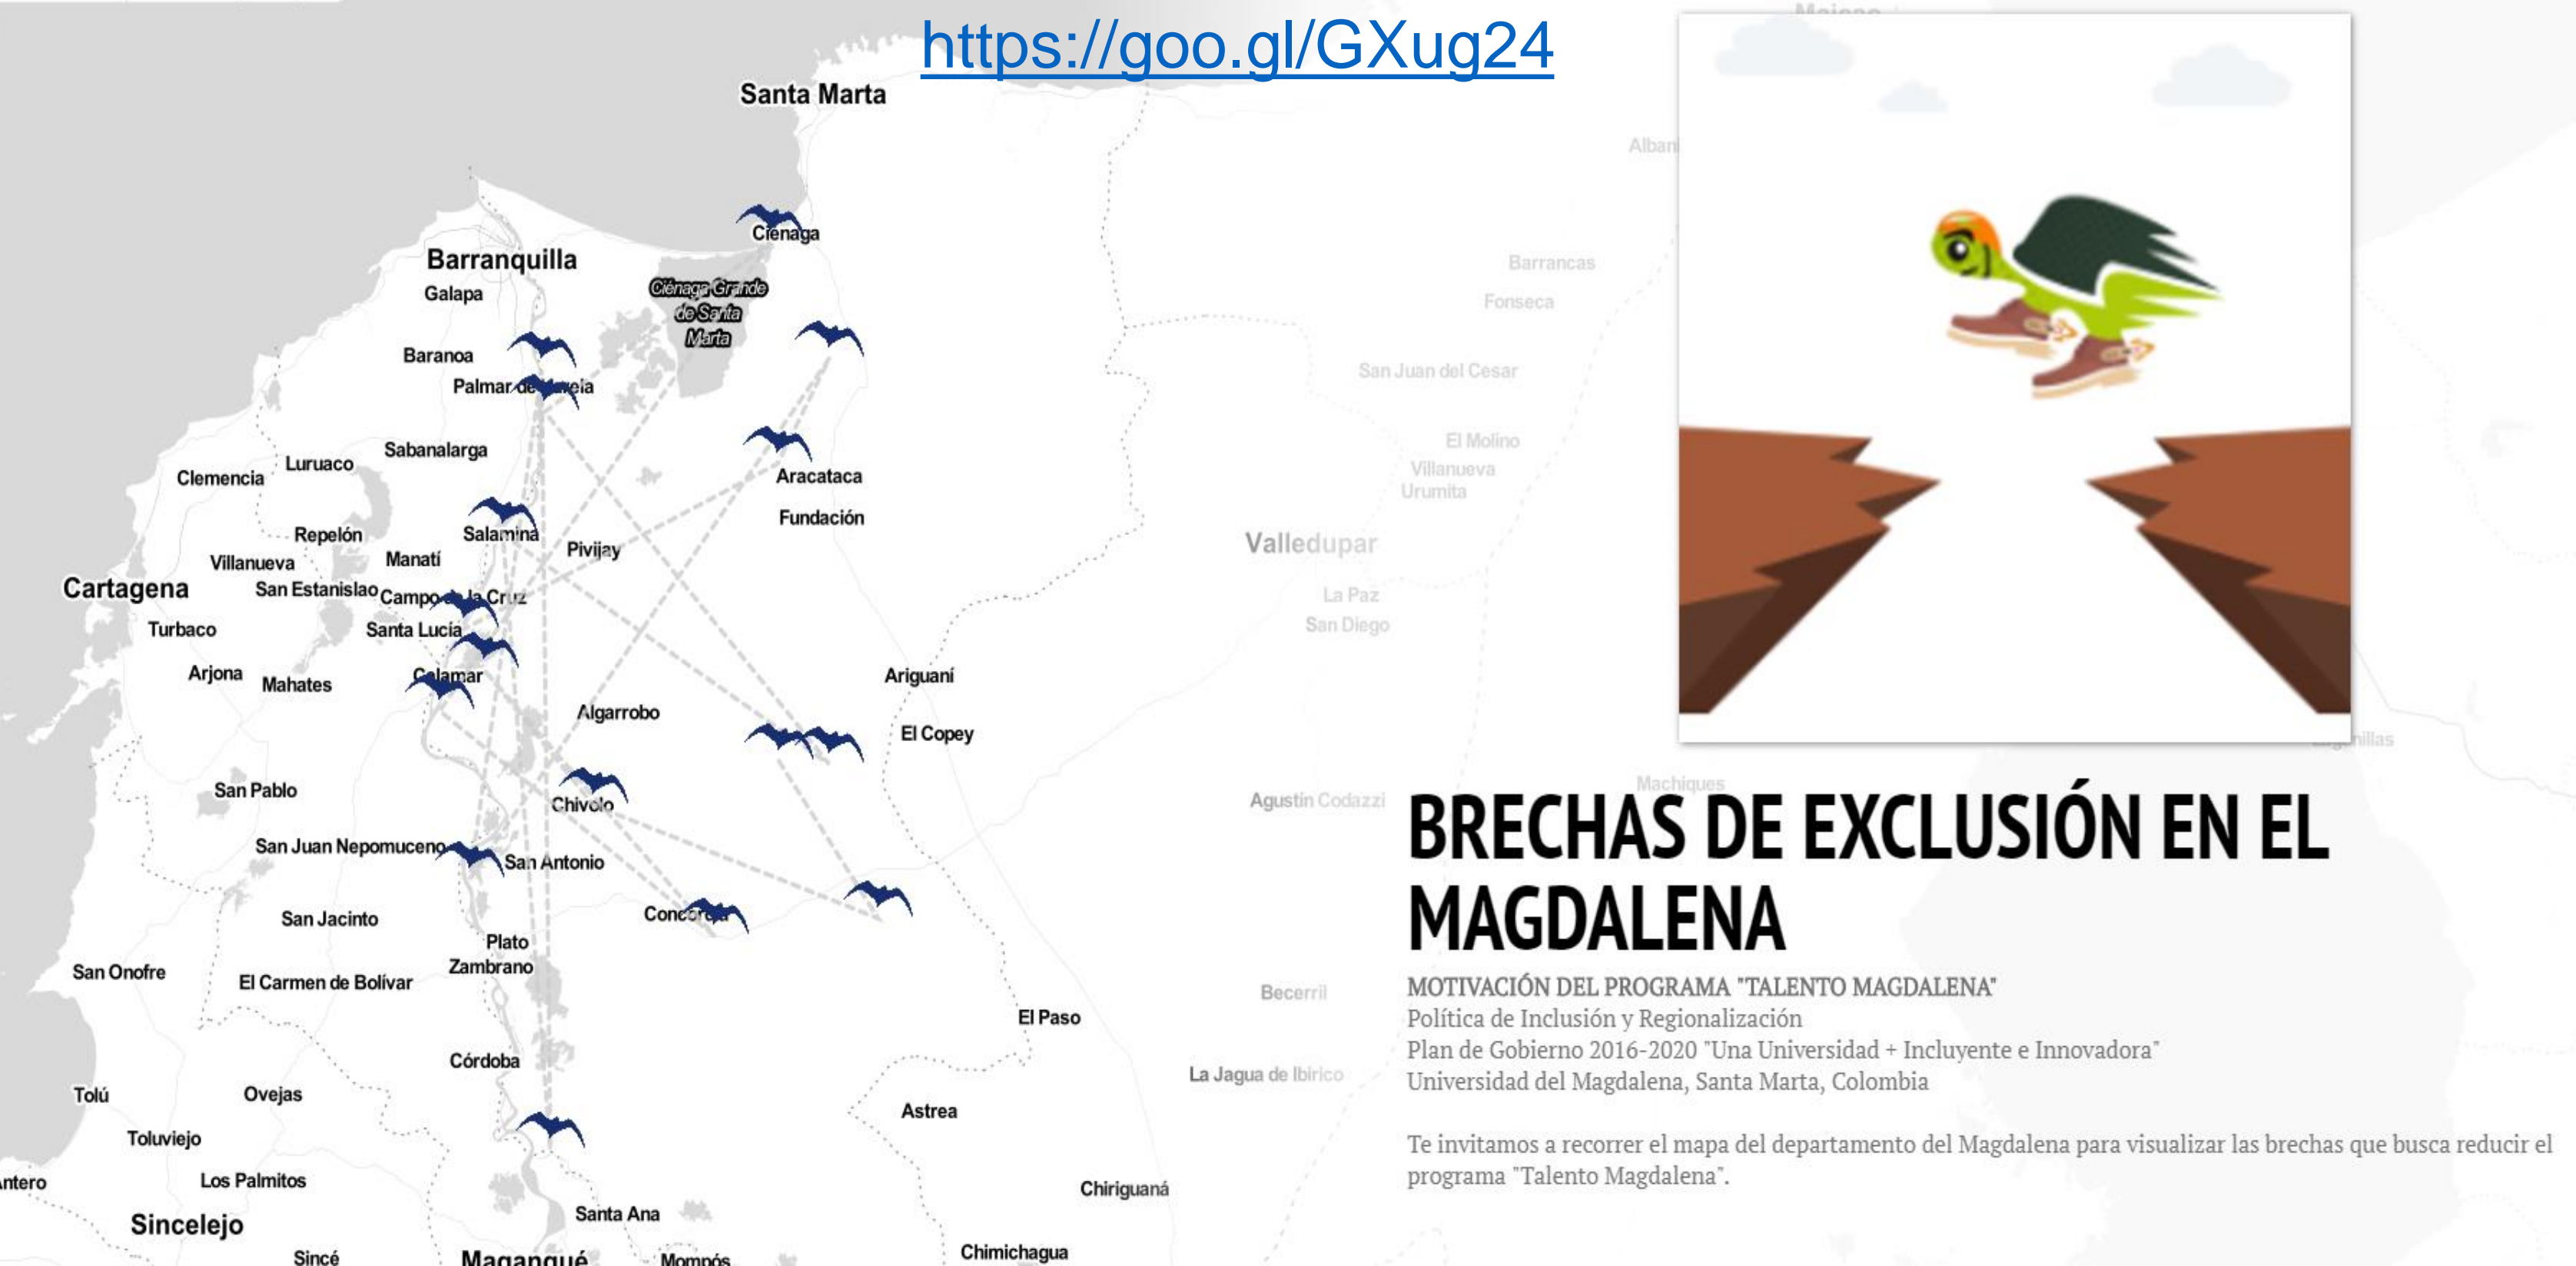 https://goo.gl/GXug24
Santa Marta
Ciénaga
Barranquilla
Galapa
Ciénaga Grande
de Santa
Marta
Baranoa
Palmar de
Sabanalarga
Luruaco
Clemencia
Aracataca
Fundación
Repelón
Salamina
Pivijay
Manatí
Villanueva
Cartagena
San Estanislao
Campo de la Cruz
Turbaco
Santa Lucía
Arjona
Mahates
Calamar
Ariguaní
Algarrobo
El Copey
San Pablo
Chivolo
San Juan Nepomuceno
San Antonio
San Jacinto
Concordia
Plato
Zambrano
San Onofre
El Carmen de Bolívar
El Paso
Córdoba
Tolú
Ovejas
Astrea
Toluviejo
Los Palmitos
Chiriguaná
Santa Ana
Sincelejo
Sincé
Magangué
Mompós
Chimichagua
Barrancas
Fonseca
San Juan del Cesar
El Molino
Villanueva
Urumita
Valledupar
La Paz
San Diego
Agustín Codazzi
Machiques
Becerril
La Jagua de Ibirico
BRECHAS DE EXCLUSIÓN EN EL
MAGDALENA
MOTIVACIÓN DEL PROGRAMA "TALENTO MAGDALENA"
Política de Inclusión y Regionalización
Plan de Gobierno 2016-2020 "Una Universidad + Incluyente e Innovadora"
Universidad del Magdalena, Santa Marta, Colombia
Te invitamos a recorrer el mapa del departamento del Magdalena para visualizar las brechas que busca reducir el
programa "Talento Magdalena".